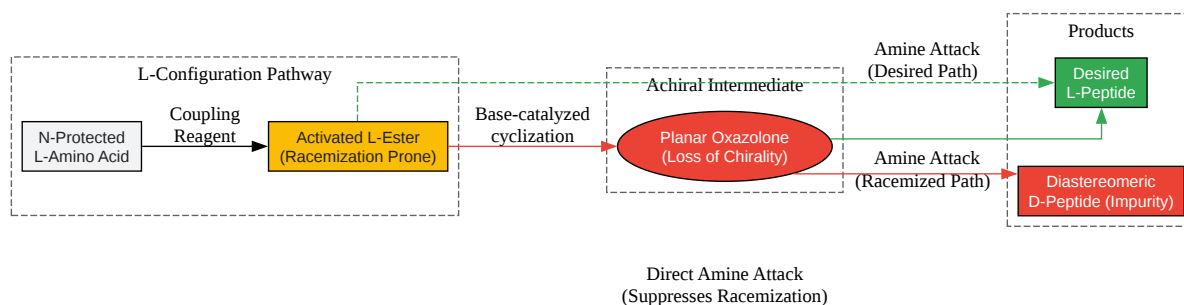 L-Configuration Pathway
N-Protected
L-Amino Acid
Coupling
Reagent
Activated L-Ester
(Racemization Prone)
Base-catalyzed
cyclization
Achiral Intermediate
Planar Oxazolone
(Loss of Chirality)
Amine Attack
(Desired Path)
Amine Attack
(Racemized Path)
Products
Desired
L-Peptide
Diastereomeric
D-Peptide (Impurity)
Direct Amine Attack
(Suppresses Racemization)